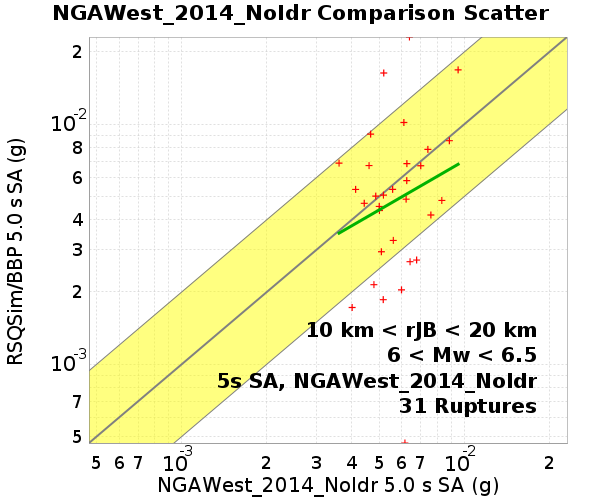 NGAWest_2014_NoIdr Comparison Scatter
RSQSim/BBP 5.0 s SA (g)
2
10-2
8
6
4
3
2
10-3
7
5
10 km < rJB < 20 km
6 < Mw < 6.5
5s SA, NGAWest_2014_NoIdr
31 Ruptures
5 6 7 10-3 2 3 4 5 6 7 10-2 2
NGAWest_2014_NoIdr 5.0 s SA (g)